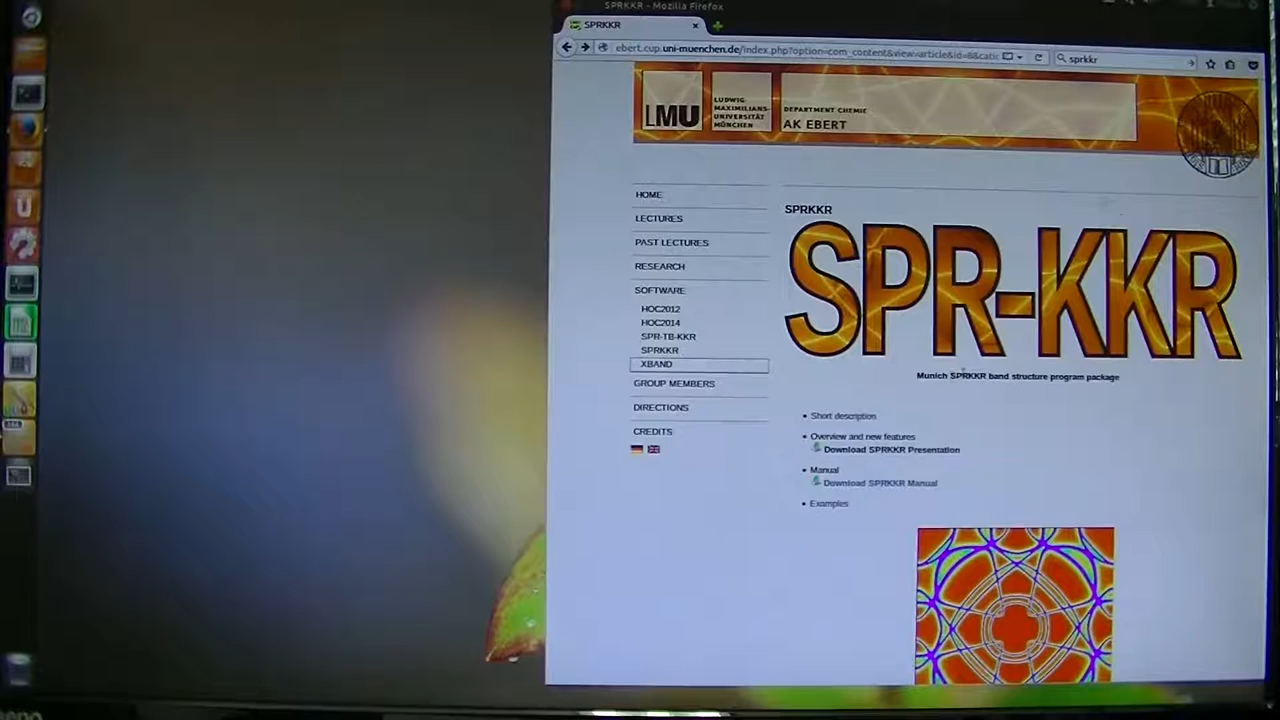 SPRKKR - Mozilla Firefox
SPRKKR
ebert.cup.uni-muenchen.de/index.php?option=com_content&view=article&id=8&cati
sprkkr
LMU
LUDWIG-
MAXIMILIANS-
UNIVERSITÄT
MÜNCHEN
DEPARTMENT CHEMIE
AK EBERT
HOME
LECTURES
PAST LECTURES
RESEARCH
SOFTWARE
HOC2012
HOC2014
SPR-TB-KKR
SPRKKR
XBAND
GROUP MEMBERS
DIRECTIONS
CREDITS
SPRKKR
SPR-KKR
Munich SPRKKR band structure program package
Short description
Overview and new features
Download SPRKKR Presentation
Manual
Download SPRKKR Manual
Examples